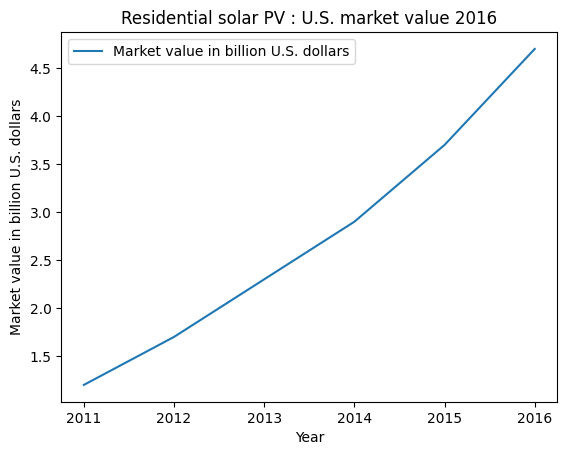 Residential solar PV : U.S. market value 2016
Market value in billion U.S. dollars
Market value in billion U.S. dollars
4.5
4.0
3.5
3.0
2.5
2.0
1.5
2011 2012 2013 2014 2015 2016
Year